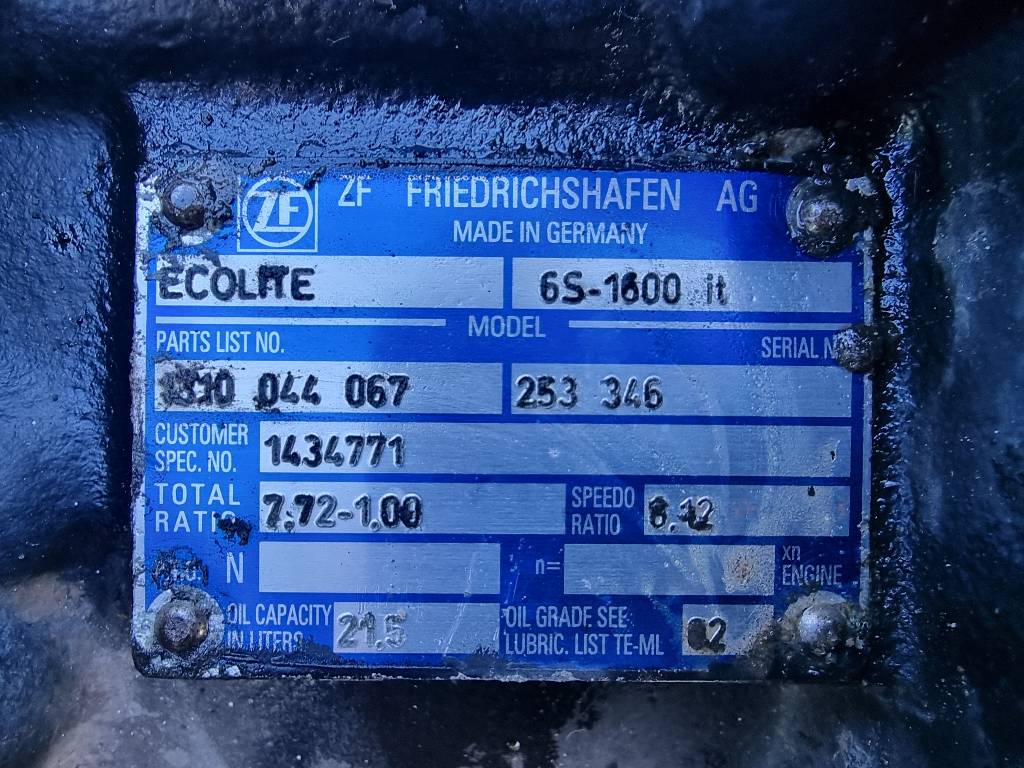 ZF
ZF FRIEDRICHSHAFEN AG
MADE IN GERMANY
ECOLITE 6S-1600 it
MODEL
PARTS LIST NO. SERIAL
044 067 253 346
CUSTOMER
SPEC. NO. 1434771
TOTAL
RATIO 7,72-1,00
SPEEDO
RATIO
N n= xn
ENGINE
OIL CAPACITY
IN LITERS 21,5
OIL GRADE SEE
LUBRIC. LIST TE-ML 02